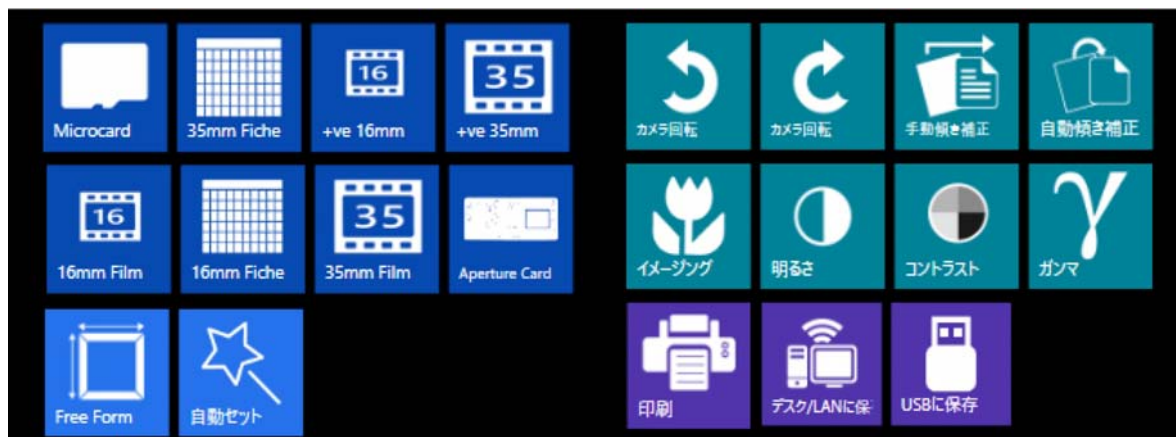 Microcard
35mm Fiche
16
+ve 16mm
35
+ve 35mm
カメラ回転
カメラ回転
手動傾き補正
自動傾き補正
16
16mm Film
16mm Fiche
35
35mm Film
Aperture Card
イメージング
明るさ
コントラスト
γ
ガンマ
Free Form
自動セット
印刷
デスク/LANに保
USBに保存